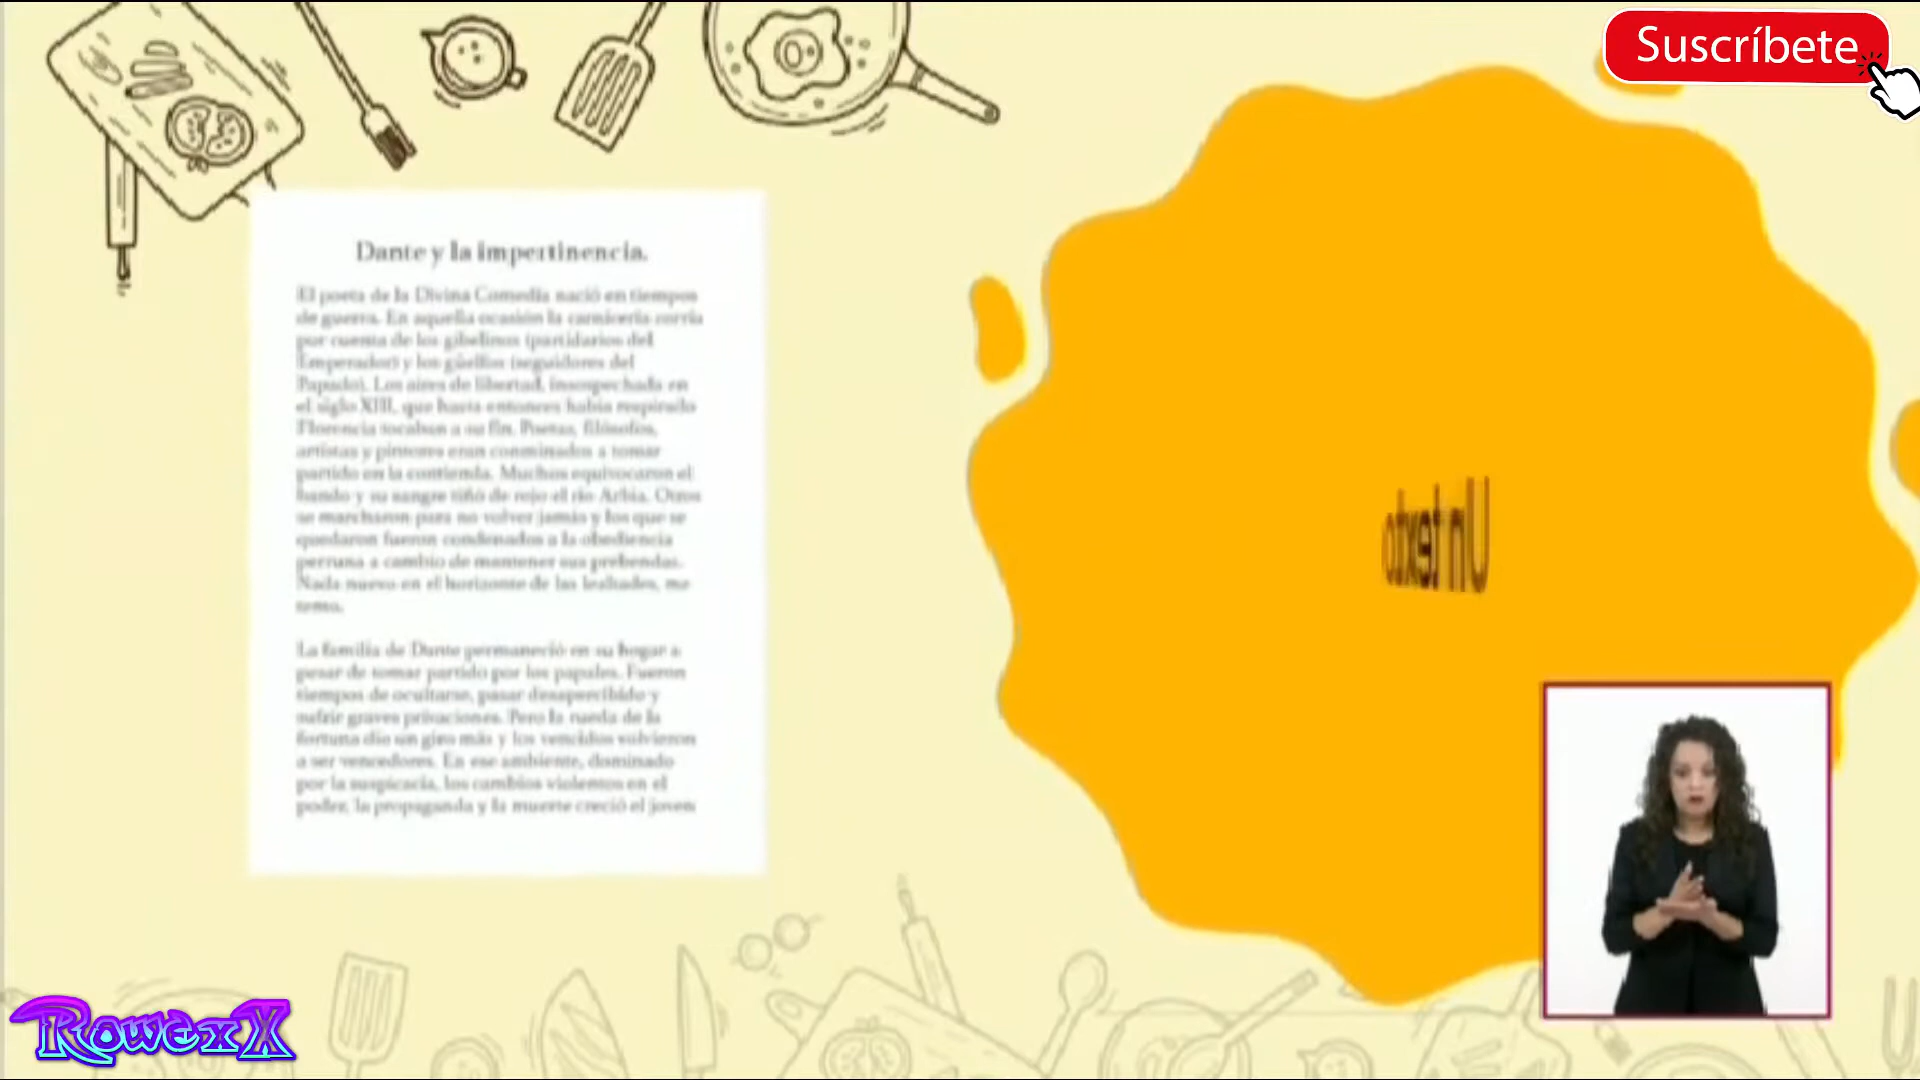 Suscríbete
Dante y la impertinencia.
El poeta de la Divina Comedia nació en tiempos
de guerra. En aquella ocasión la carnicería corría
por cuenta de los gibelinos (partidarios del
Emperador) y los güelfos (seguidores del
Papado). Los aires de libertad, insospechada en
el siglo XIII, que hasta entonces había respirado
Florencia tocaban a su fin. Poetas, filósofos,
artistas y pintores eran conminados a tomar
partido en la contienda. Muchos equivocaron el
bando y su sangre tiñó de rojo el río Arbia. Otros
se marcharon para no volver jamás y los que se
quedaron fueron condenados a la obediencia
perruna a cambio de mantener sus prebendas.
Nada nuevo en el horizonte de las lealtades, me
temo.
La familia de Dante permaneció en su hogar a
pesar de tomar partido por los papales. Fueron
tiempos de ocultarse, pasar desapercibido y
sufrir graves privaciones. Pero la rueda de la
fortuna dio un giro más y los vencidos volvieron
a ser vencedores. En ese ambiente, dominado
por la suspicacia, los cambios violentos en el
poder, la propaganda y la muerte creció el joven
Un texto
RowexX